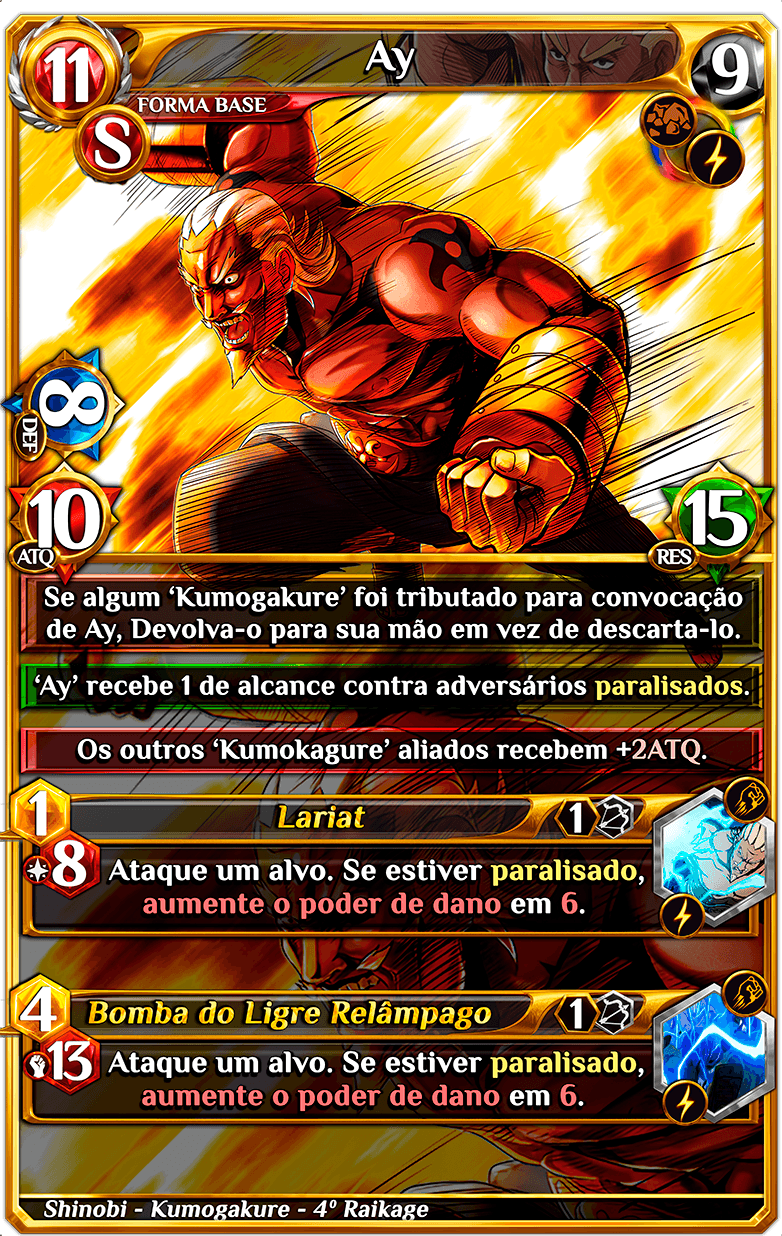 11
Ay
9
FORMA BASE
S
8
DEF
10
ATQ
15
RES
Se algum ‘Kumogakure’ foi tributado para convocação
de Ay, Devolva-o para sua mão em vez de descarta-lo.
‘Ay’ recebe 1 de alcance contra adversários paralisados.
Os outros ‘Kumokagure’ aliados recebem +2ATQ.
1
Lariat
1
8
Ataque um alvo. Se estiver paralisado,
aumente o poder de dano em 6.
4
Bomba do Ligre Relâmpago
1
13
Ataque um alvo. Se estiver paralisado,
aumente o poder de dano em 6.
Shinobi - Kumogakure - 4º Raikage